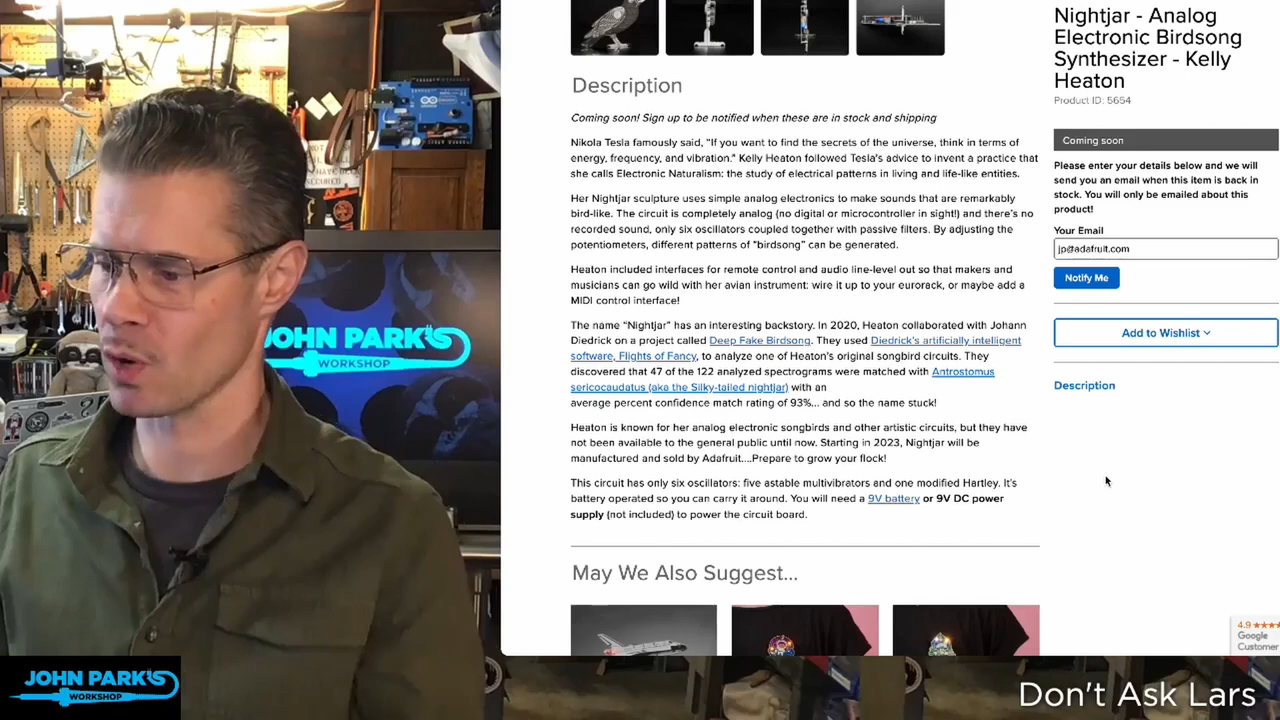 Nightjar - Analog
Electronic Birdsong
Synthesizer - Kelly
Heaton
Product ID: 5654
Coming soon
Please enter your details below and we will
send you an email when this item is back in
stock. You will only be emailed about this
product!
Your Email
jp@adafruit.com
Notify Me
Add to Wishlist
Description
Description
Coming soon! Sign up to be notified when these are in stock and shipping
Nikola Tesla famously said, "If you want to find the secrets of the universe, think in terms of
energy, frequency, and vibration." Kelly Heaton followed Tesla's advice to invent a practice that
she calls Electronic Naturalism: the study of electrical patterns in living and life-like entities.
Her Nightjar sculpture uses simple analog electronics to make sounds that are remarkably
bird-like. The circuit is completely analog (no digital or microcontroller in sight!) and there's no
recorded sound, only six oscillators coupled together with passive filters. By adjusting the
potentiometers, different patterns of "birdsong" can be generated.
Heaton included interfaces for remote control and audio line-level out so that makers and
musicians can go wild with her avian instrument: wire it up to your eurorack, or maybe add a
MIDI control interface!
The name "Nightjar" has an interesting backstory. In 2020, Heaton collaborated with Johann
Diedrick on a project called Deep Fake Birdsong. They used Diedrick's artificially intelligent
software, Flights of Fancy, to analyze one of Heaton's original songbird circuits. They
discovered that 47 of the 122 analyzed spectrograms were matched with Antrostomus
sericocaudatus (aka the Silky-tailed nightjar) with an
average percent confidence match rating of 93%... and so the name stuck!
Heaton is known for her analog electronic songbirds and other artistic circuits, but they have
not been available to the general public until now. Starting in 2023, Nightjar will be
manufactured and sold by Adafruit....Prepare to grow your flock!
This circuit has only six oscillators: five astable multivibrators and one modified Hartley. It's
battery operated so you can carry it around. You will need a 9V battery or 9V DC power
supply (not included) to power the circuit board.
May We Also Suggest...
4.9
Google
Customer
JOHN PARK'S
WORKSHOP
JOHN PARK'S
WORKSHOP
Don't Ask Lars